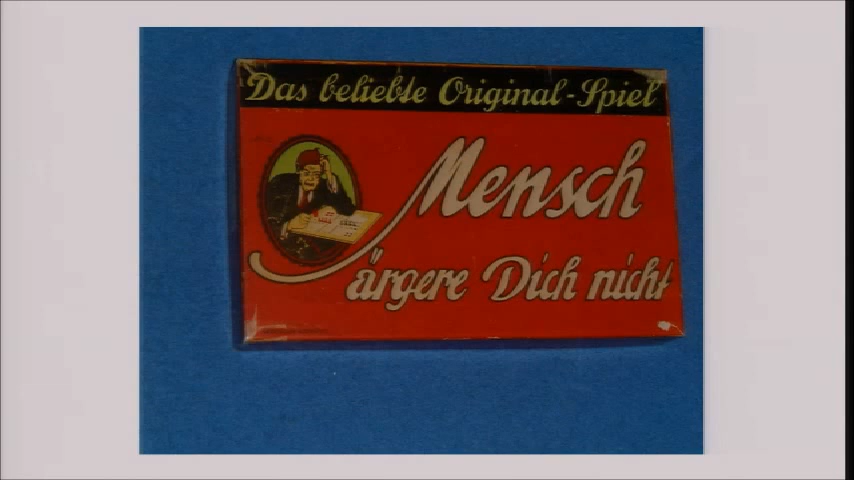 Das beliebte Original-Spiel
Mensch
ärgere Dich nicht